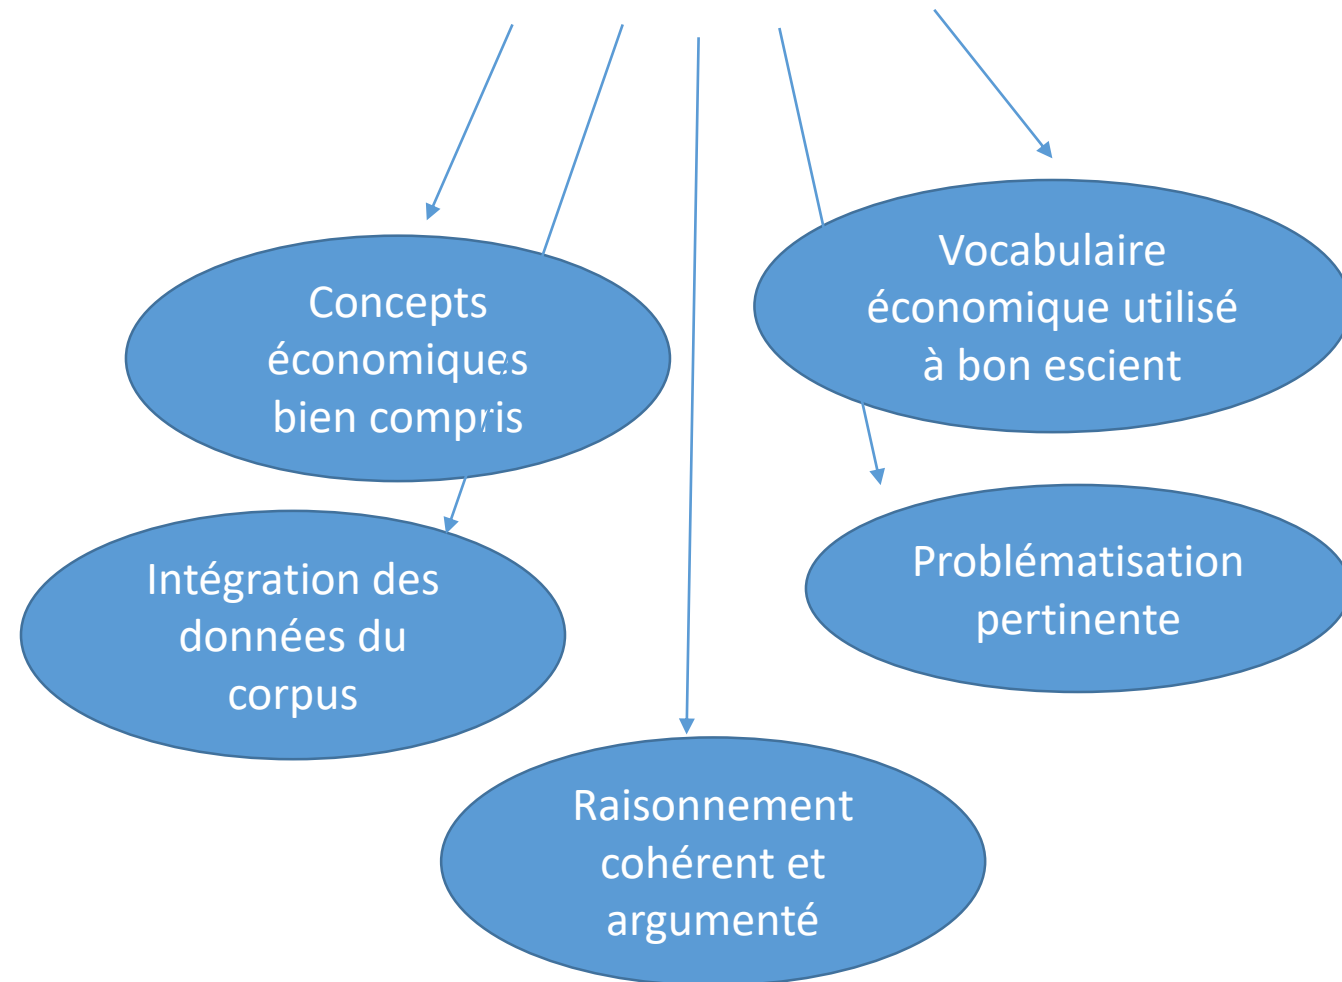 Concepts
économiques
bien compris
Vocabulaire
économique utilisé
à bon escient
Intégration des
données du
corpus
Problématisation
pertinente
Raisonnement
cohérent et
argumenté